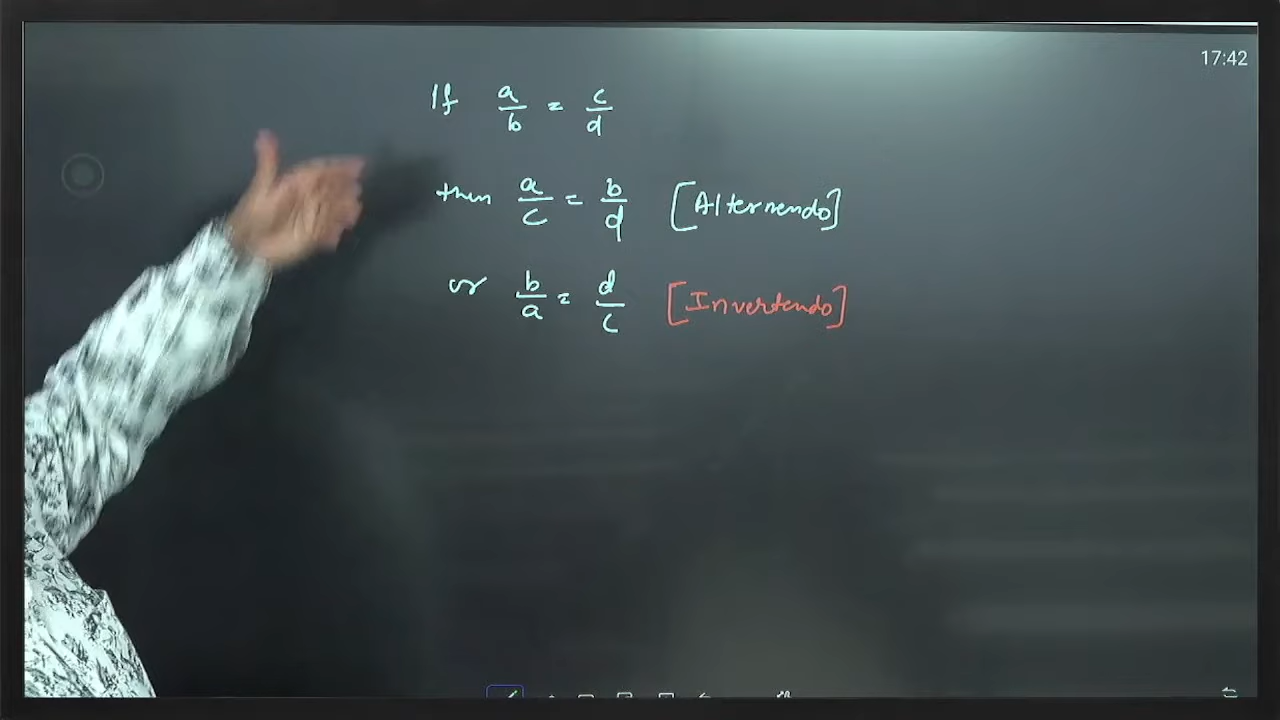 17:42
If a/b = c/d
then a/c = b/d [Alternendo]
or b/a = d/c [Invertendo]